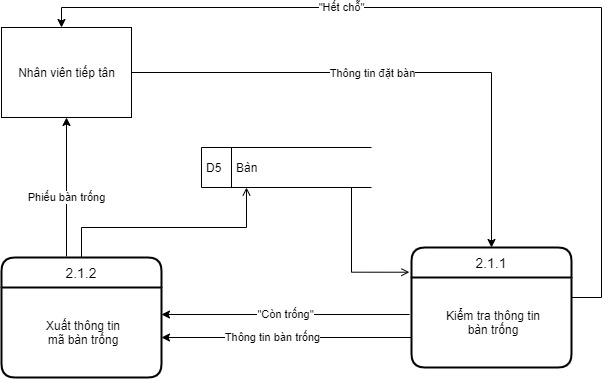 "Hết chỗ"
Nhân viên tiếp tân
Thông tin đặt bàn
D5
Bàn
Phiếu bàn trống
2.1.2
2.1.1
"Còn trống"
Kiểm tra thông tin
bàn trống
Xuất thông tin
mã bàn trống
Thông tin bàn trống